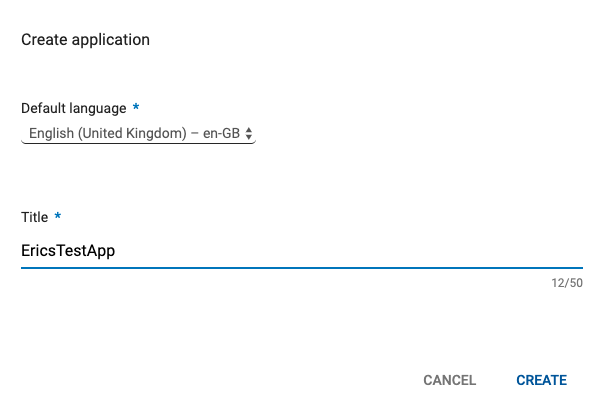 Create application
Default language *
English (United Kingdom) – en-GB
Title *
EricsTestApp
12/50
CANCEL CREATE